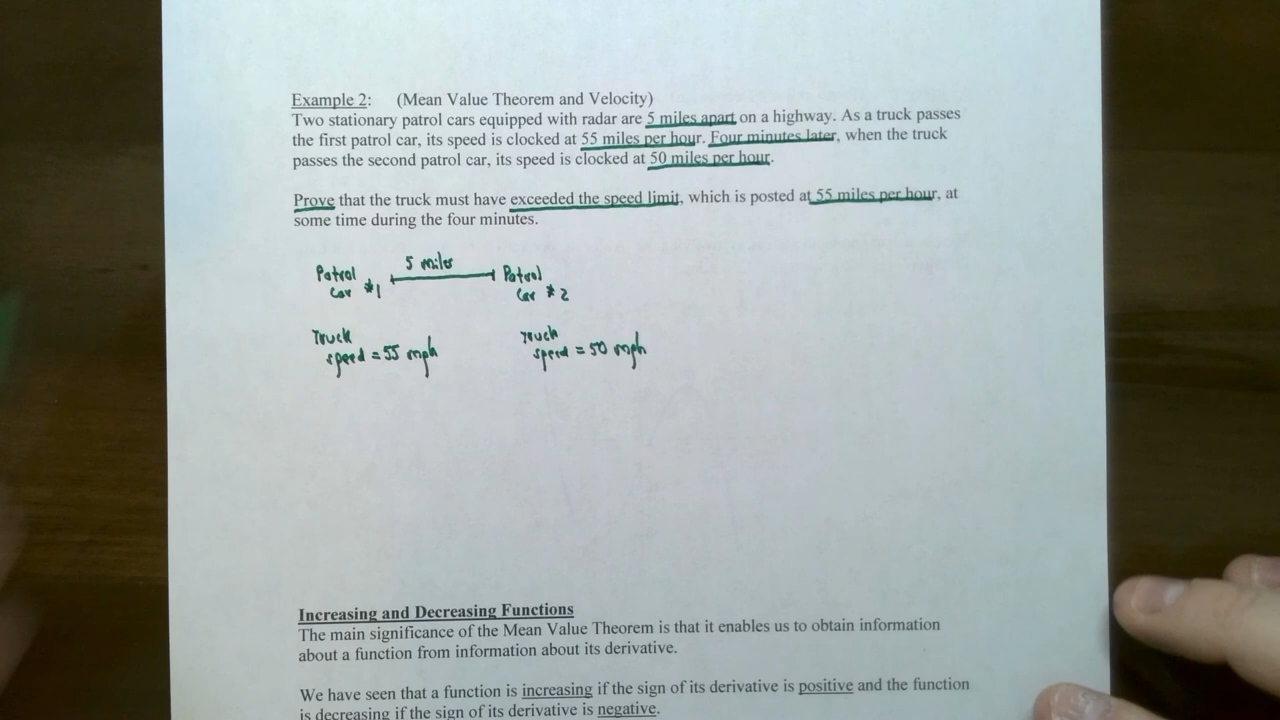 Example 2: (Mean Value Theorem and Velocity)
Two stationary patrol cars equipped with radar are 5 miles apart on a highway. As a truck passes
the first patrol car, its speed is clocked at 55 miles per hour. Four minutes later, when the truck
passes the second patrol car, its speed is clocked at 50 miles per hour.
Prove that the truck must have exceeded the speed limit, which is posted at 55 miles per hour, at
some time during the four minutes.
5 miles
Patrol Patrol
Car #1 Car #2
Truck Truck
speed = 55 mph speed = 50 mph
Increasing and Decreasing Functions
The main significance of the Mean Value Theorem is that it enables us to obtain information
about a function from information about its derivative.
We have seen that a function is increasing if the sign of its derivative is positive and the function
is decreasing if the sign of its derivative is negative.